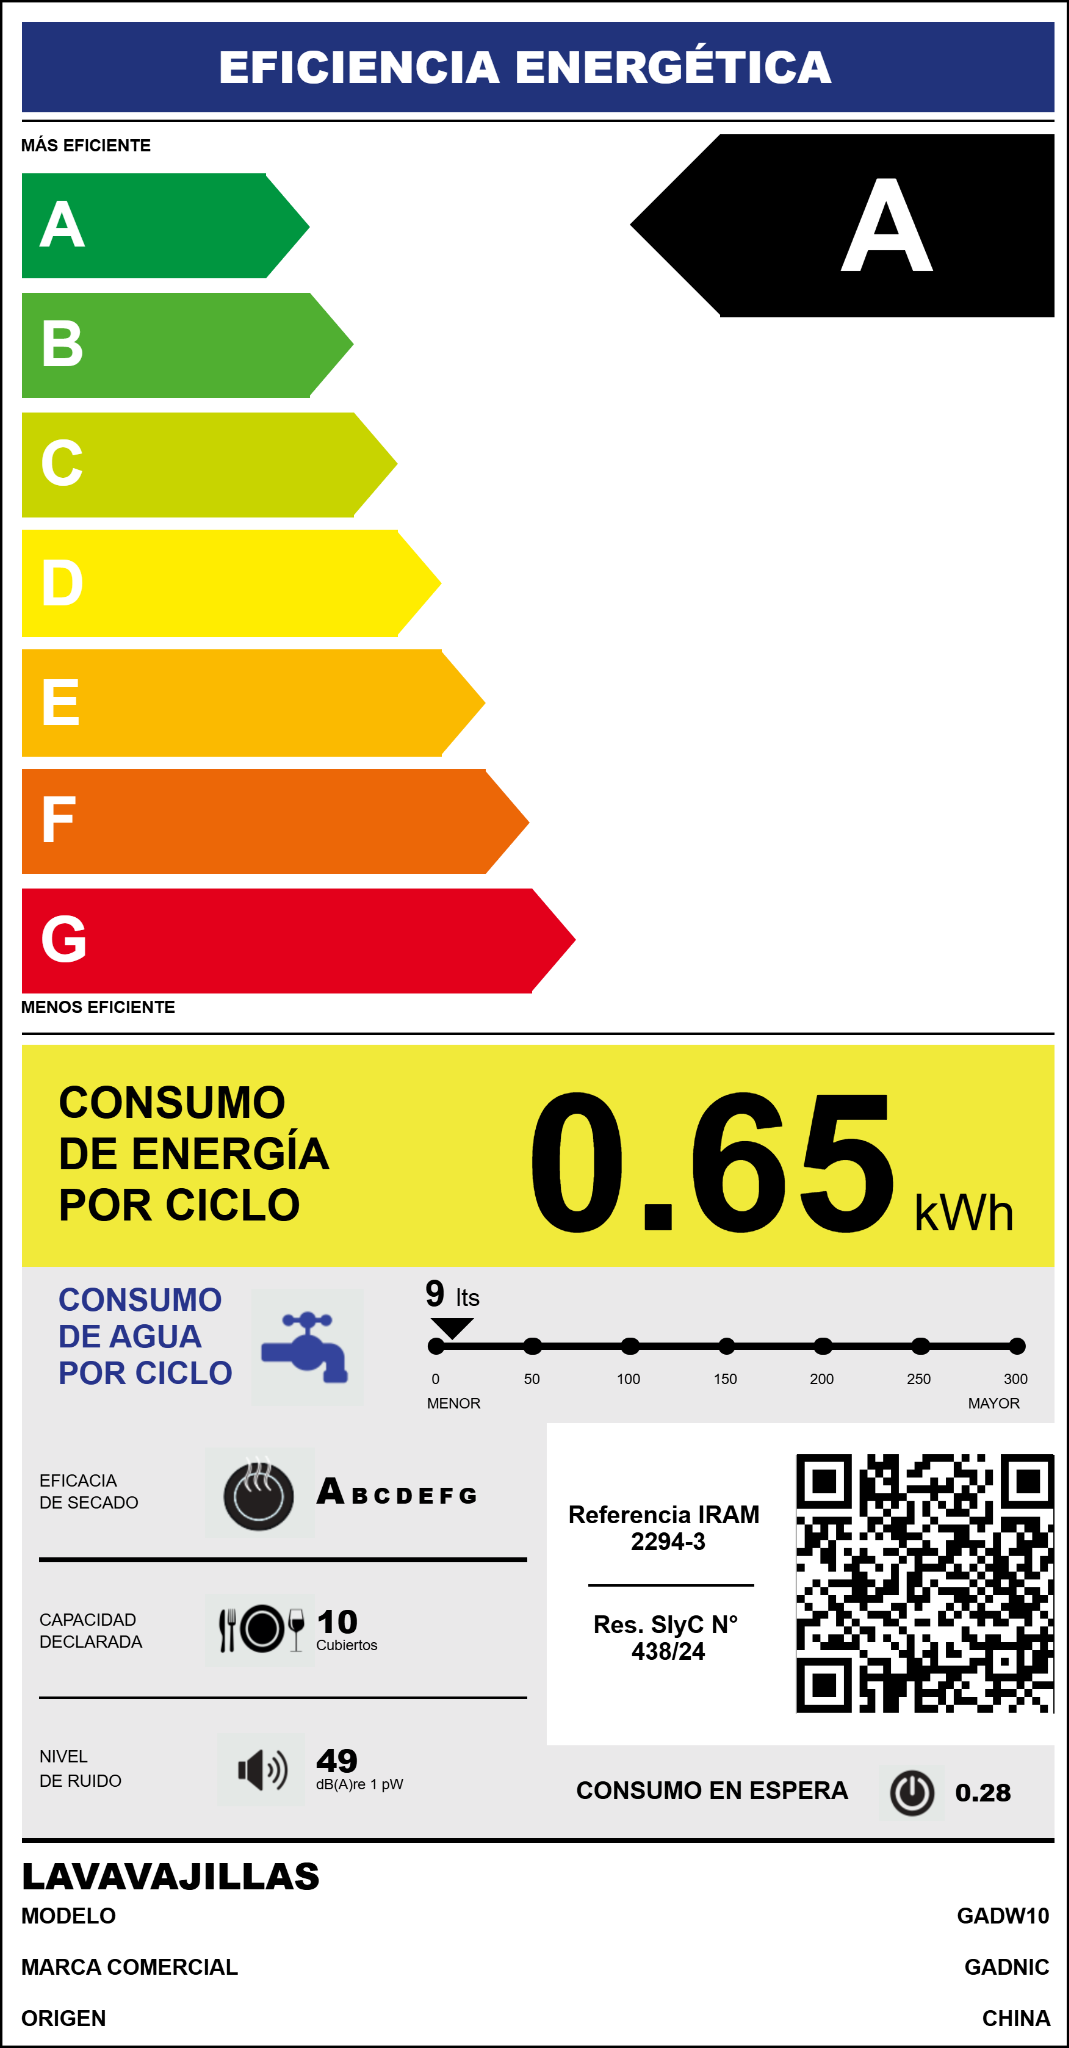 EFICIENCIA ENERGÉTICA
MÁS EFICIENTE
A
A
B
C
D
E
F
G
MENOS EFICIENTE
CONSUMO
DE ENERGÍA
POR CICLO
0.65 kWh
CONSUMO
DE AGUA
POR CICLO
9 lts
0 50 100 150 200 250 300
MENOR MAYOR
EFICACIA
DE SECADO
A B C D E F G
CAPACIDAD
DECLARADA
10
Cubiertos
NIVEL
DE RUIDO
49
dB(A)re 1 pW
Referencia IRAM
2294-3
Res. SIyC N°
438/24
CONSUMO EN ESPERA 0.28
LAVAVAJILLAS
MODELO GADW10
MARCA COMERCIAL GADNIC
ORIGEN CHINA